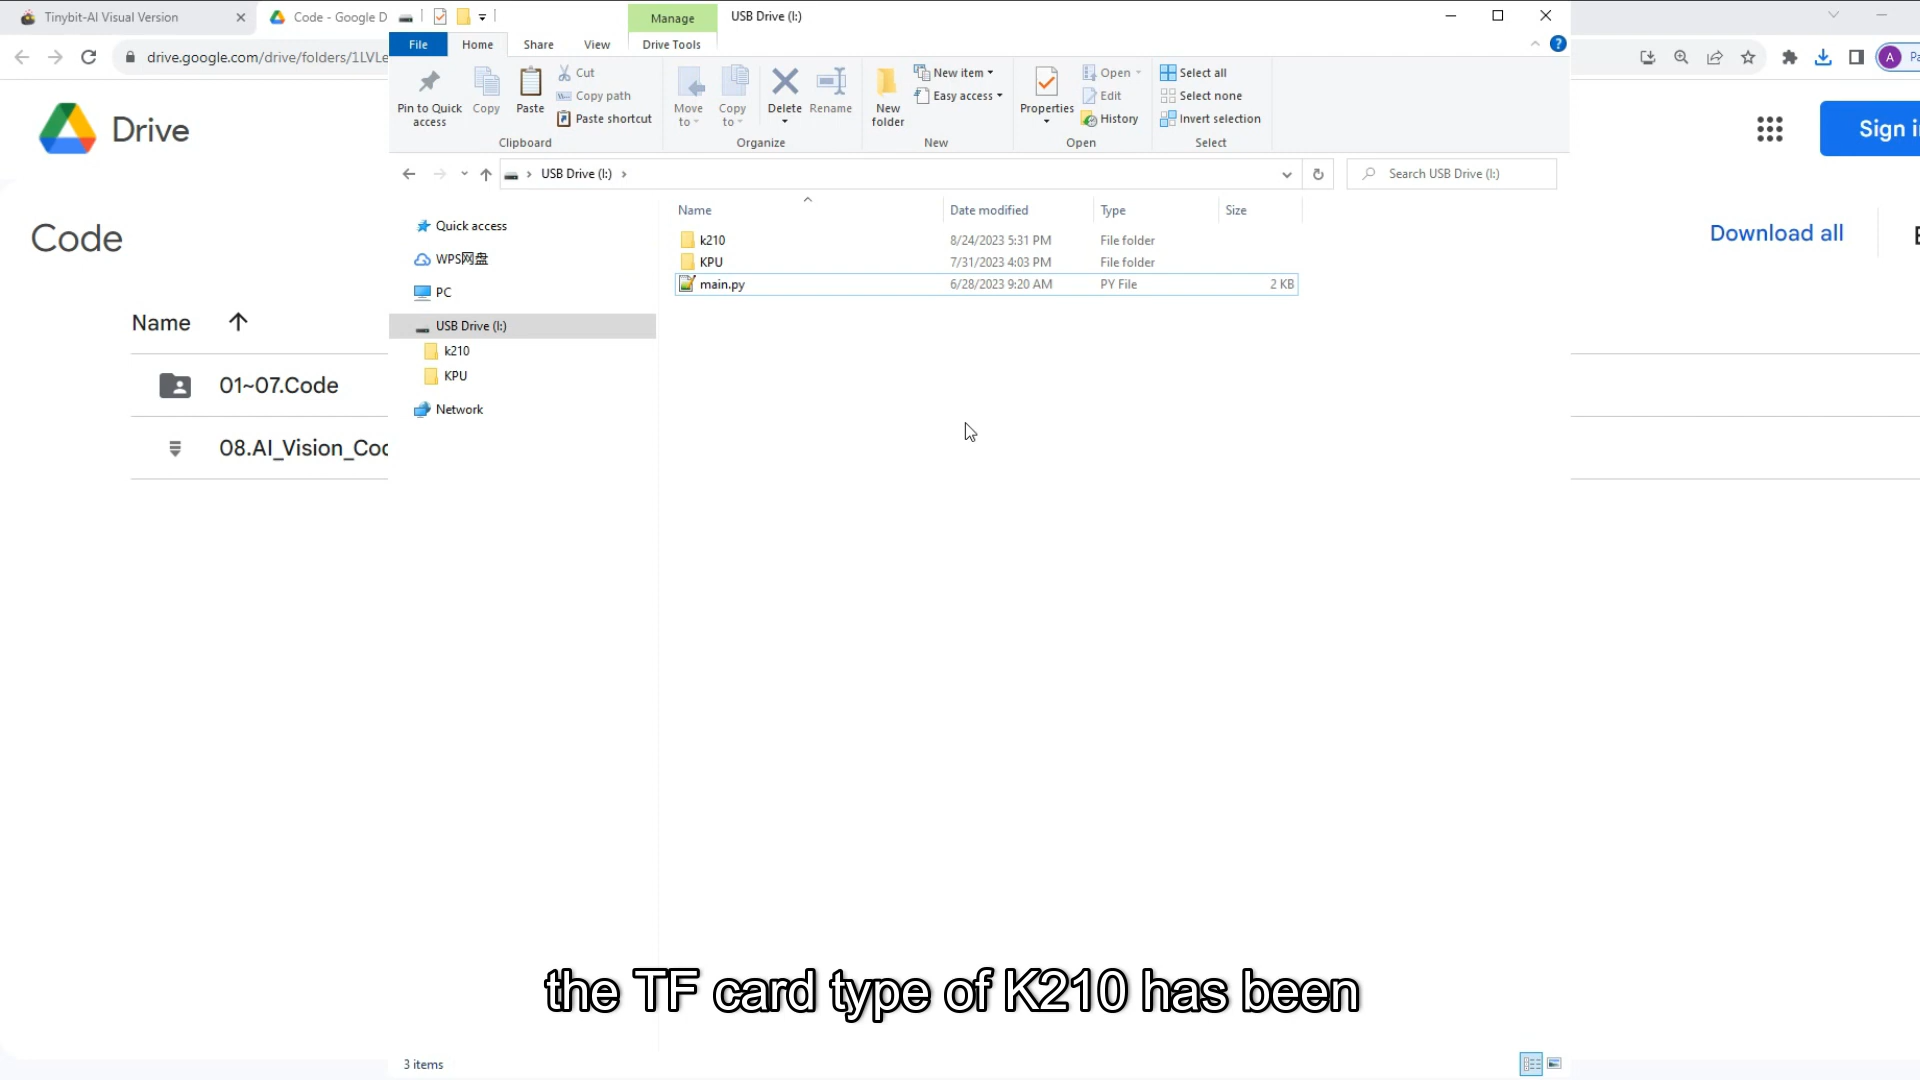 Tinybit-AI Visual Version
Code - Google D
Manage
USB Drive (I:)
drive.google.com/drive/folders/1LVLe
File
Home
Share
View
Drive Tools
Pin to Quick access
Copy
Paste
Cut
Copy path
Paste shortcut
Clipboard
Move to
Copy to
Delete
Rename
Organize
New folder
New item
Easy access
New
Properties
Open
Edit
History
Open
Select all
Select none
Invert selection
Select
A
Pa
Drive
Sign i
USB Drive (I:)
Search USB Drive (I:)
Code
Download all
Name
01~07.Code
08.AI_Vision_Coc
Quick access
WPS网盘
PC
USB Drive (I:)
k210
KPU
Network
Name Date modified Type Size
k210 8/24/2023 5:31 PM File folder
KPU 7/31/2023 4:03 PM File folder
main.py 6/28/2023 9:20 AM PY File 2 KB
the TF card type of K210 has been
3 items